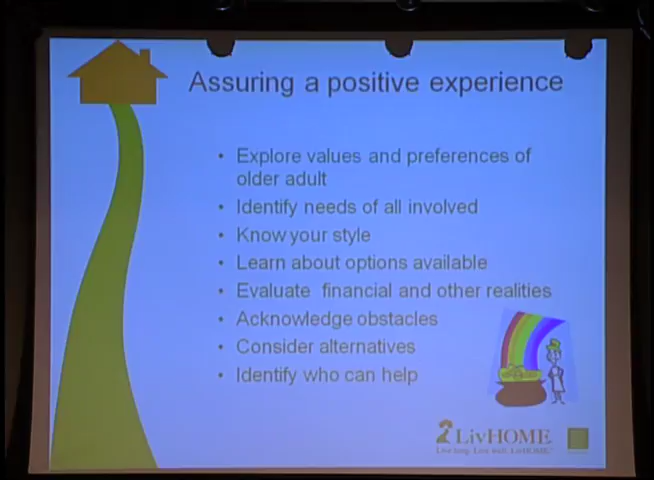 Assuring a positive experience
• Explore values and preferences of
older adult
• Identify needs of all involved
• Know your style
• Learn about options available
• Evaluate financial and other realities
• Acknowledge obstacles
• Consider alternatives
• Identify who can help
LivHOME
Live long. Live well. LivHOME